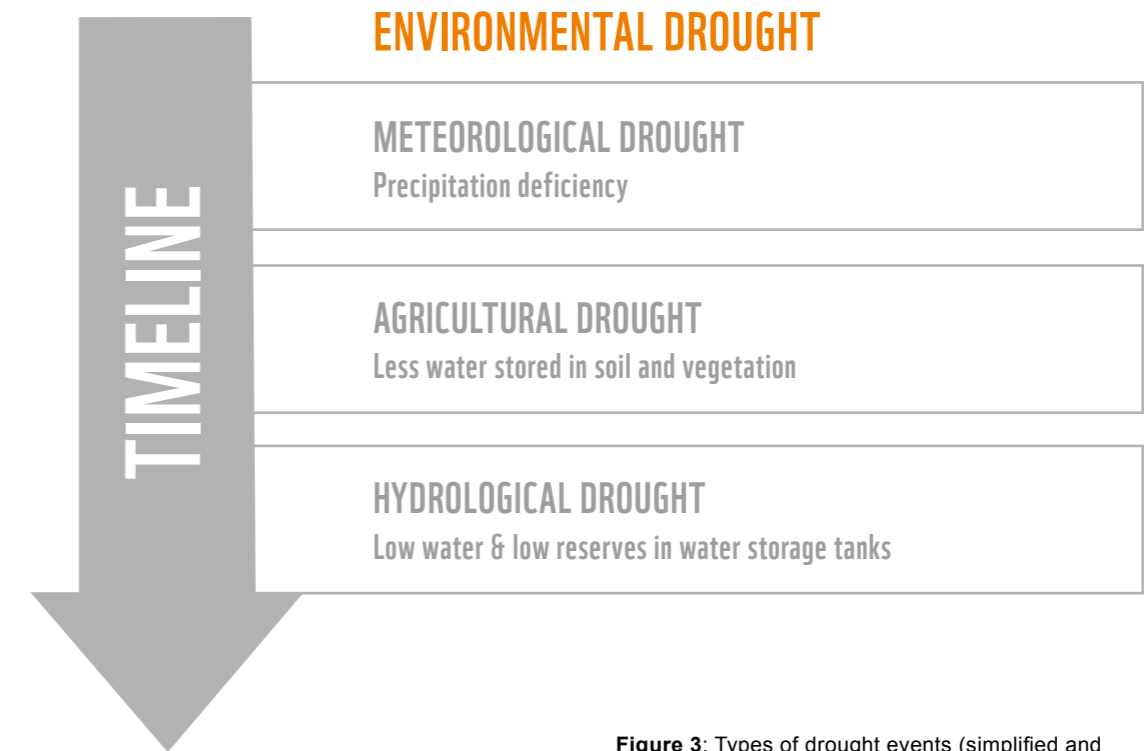 ENVIRONMENTAL DROUGHT
METEOROLOGICAL DROUGHT
Precipitation deficiency
TIMELINE
AGRICULTURAL DROUGHT
Less water stored in soil and vegetation
HYDROLOGICAL DROUGHT
Low water & low reserves in water storage tanks
Figure 3: Types of drought events (simplified and